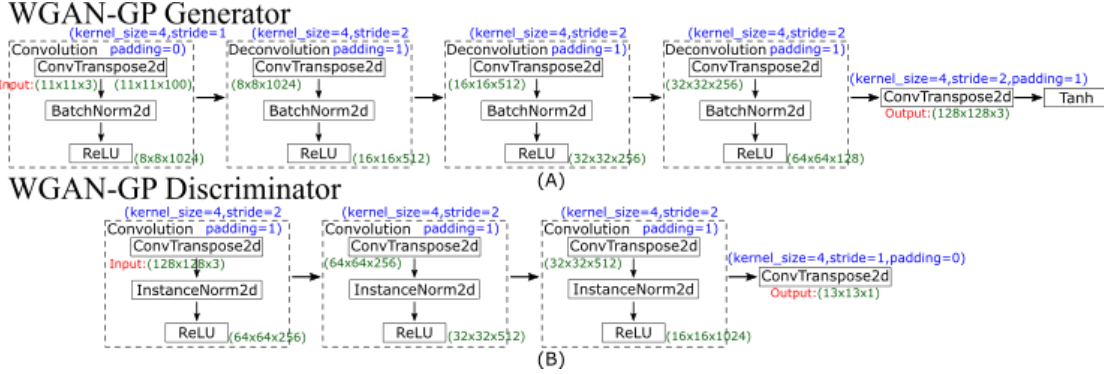 WGAN-GP Generator
(kernel_size=4,stride=1
padding=0)
Convolution
ConvTranspose2d
Input:(11x11x3)
(11x11x100)
BatchNorm2d
ReLU
(8x8x1024)
(kernel_size=4,stride=2
padding=1)
Deconvolution
ConvTranspose2d
(8x8x1024)
BatchNorm2d
ReLU
(16x16x512)
(kernel_size=4,stride=2
padding=1)
Deconvolution
ConvTranspose2d
(16x16x512)
BatchNorm2d
ReLU
(32x32x256)
(kernel_size=4,stride=2
padding=1)
Deconvolution
ConvTranspose2d
(32x32x256)
BatchNorm2d
ReLU
(64x64x128)
(kernel_size=4,stride=2,padding=1)
ConvTranspose2d
Output:(128x128x3)
Tanh
(A)
WGAN-GP Discriminator
(kernel_size=4,stride=2
padding=1)
Convolution
ConvTranspose2d
Input:(128x128x3)
InstanceNorm2d
ReLU
(64x64x256)
(kernel_size=4,stride=2
padding=1)
Convolution
ConvTranspose2d
(64x64x256)
InstanceNorm2d
ReLU
(32x32x512)
(kernel_size=4,stride=2
padding=1)
Convolution
ConvTranspose2d
(32x32x512)
InstanceNorm2d
ReLU
(16x16x1024)
(kernel_size=4,stride=1,padding=0)
ConvTranspose2d
Output:(13x13x1)
(B)